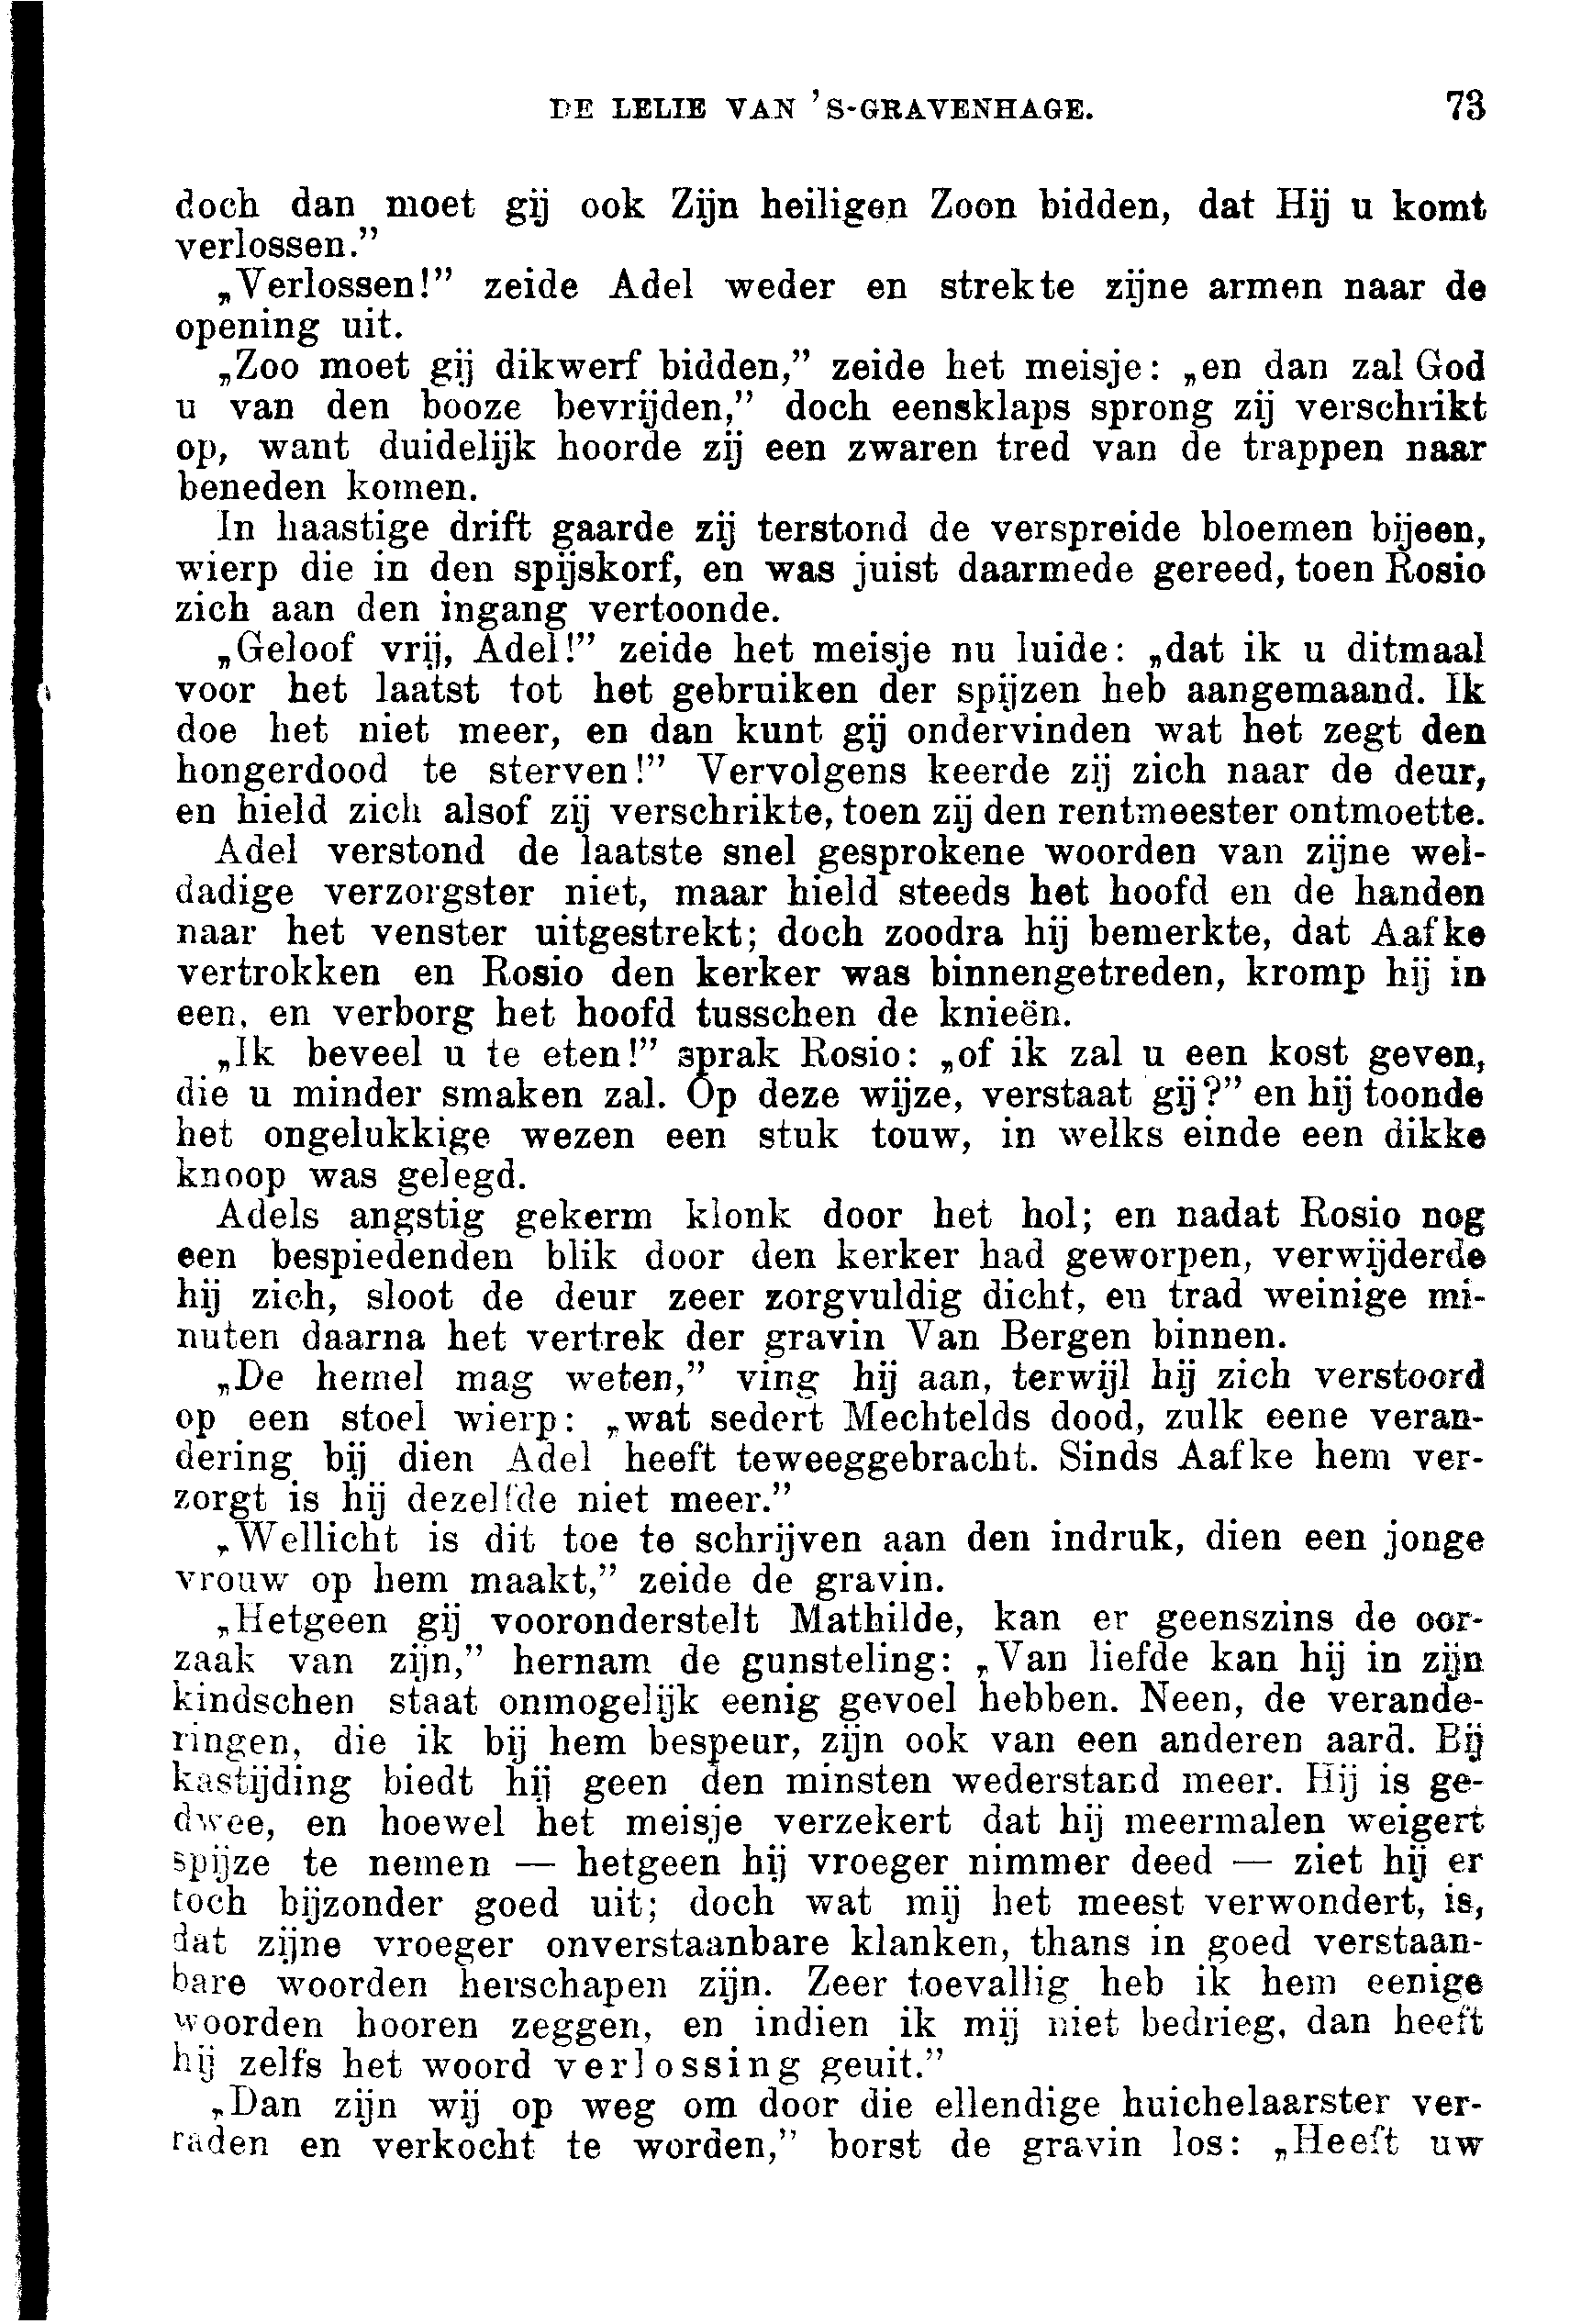 DE LELIE VAN 'S-GRAVENHAGE. 73
doch dan moet gij ook Zijn heiligen Zoon bidden, dat Hij u komt
verlossen.”
„Verlossen!” zeide Adel weder en strekte zijne armen naar de
opening uit.
„Zoo moet gij dikwerf bidden,” zeide het meisje: „en dan zal God
u van den booze bevrijden,” doch eensklaps sprong zij verschrikt
op, want duidelijk hoorde zij een zwaren tred van de trappen naar
beneden komen.
In haastige drift gaarde zij terstond de verspreide bloemen bijeen,
wierp die in den spijskorf, en was juist daarmede gereed, toen Rosio
zich aan den ingang vertoonde.
„Geloof vrij, Adel!” zeide het meisje nu luide: „dat ik u ditmaal
voor het laatst tot het gebruiken der spijzen heb aangemaand. Ik
doe het niet meer, en dan kunt gij ondervinden wat het zegt den
hongerdood te sterven!” Vervolgens keerde zij zich naar de deur,
en hield zich alsof zij verschrikte, toen zij den rentmeester ontmoette.
Adel verstond de laatste snel gesprokene woorden van zijne wel-
dadige verzorgster niet, maar hield steeds het hoofd en de handen
naar het venster uitgestrekt; doch zoodra hij bemerkte, dat Aafke
vertrokken en Rosio den kerker was binnengetreden, kromp hij in
een, en verborg het hoofd tusschen de knieën.
„Ik beveel u te eten!” sprak Rosio: „of ik zal u een kost geven,
die u minder smaken zal. Op deze wijze, verstaat gij?” en hij toonde
het ongelukkige wezen een stuk touw, in welks einde een dikke
knoop was gelegd.
Adels angstig gekerm klonk door het hol; en nadat Rosio nog
een bespiedenden blik door den kerker had geworpen, verwijderde
hij zich, sloot de deur zeer zorgvuldig dicht, en trad weinige mi-
nuten daarna het vertrek der gravin Van Bergen binnen.
„De hemel mag weten,” ving hij aan, terwijl hij zich verstoord
op een stoel wierp: „wat sedert Mechtelds dood, zulk eene veran-
dering bij dien Adel heeft teweeggebracht. Sinds Aafke hem ver-
zorgt is hij dezelfde niet meer.”
„Wellicht is dit toe te schrijven aan den indruk, dien een jonge
vrouw op hem maakt,” zeide de gravin.
„Hetgeen gij vooronderstelt Mathilde, kan er geenszins de oor-
zaak van zijn,” hernam de gunsteling: „Van liefde kan hij in zijn
kindschen staat onmogelijk eenig gevoel hebben. Neen, de verande-
ringen, die ik bij hem bespeur, zijn ook van een anderen aard. Bij
kastijding biedt hij geen den minsten wederstand meer. Hij is ge-
dwee, en hoewel het meisje verzekert dat hij meermalen weigert
spijze te nemen — hetgeen hij vroeger nimmer deed — ziet hij er
toch bijzonder goed uit; doch wat mij het meest verwondert, is,
dat zijne vroeger onverstaanbare klanken, thans in goed verstaan-
bare woorden herschapen zijn. Zeer toevallig heb ik hem eenige
woorden hooren zeggen, en indien ik mij niet bedrieg, dan heeft
hij zelfs het woord verlossing geuit.”
„Dan zijn wij op weg om door die ellendige huichelaarster ver-
raden en verkocht te worden,” borst de gravin los: „Heeft uw